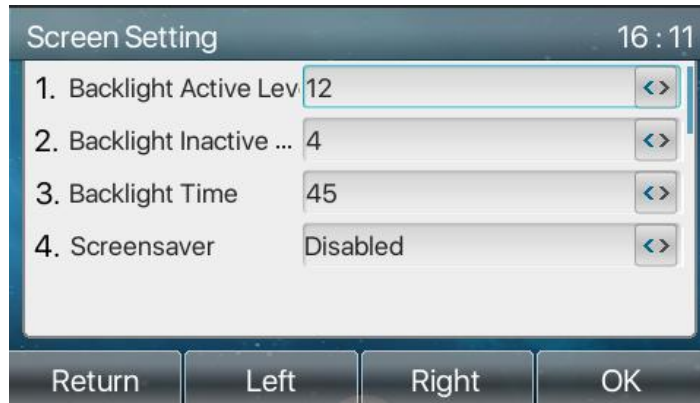 Screen Setting 16 : 11
1. Backlight Active Lev 12 <>
2. Backlight Inactive ... 4 <>
3. Backlight Time 45 <>
4. Screensaver Disabled <>
Return Left Right OK